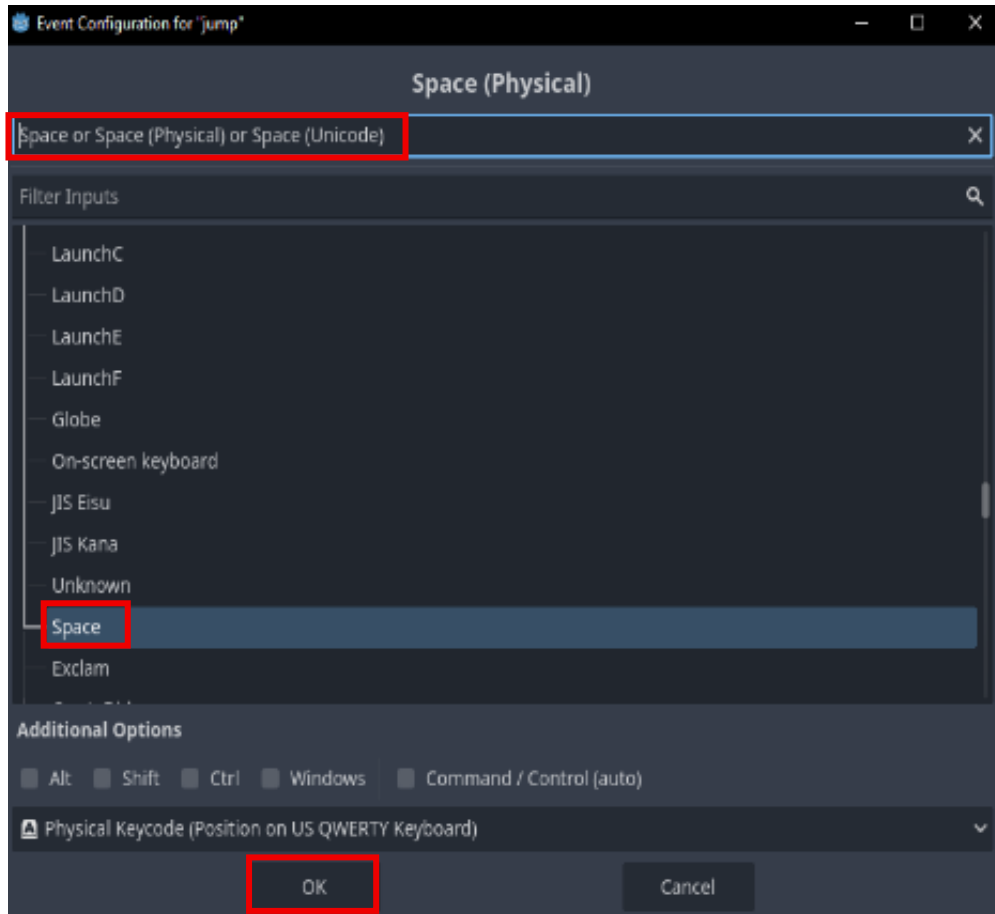 Event Configuration for "jump"
Space (Physical)
Space or Space (Physical) or Space (Unicode)
Filter Inputs
LaunchC
LaunchD
LaunchE
LaunchF
Globe
On-screen keyboard
JIS Eisu
JIS Kana
Unknown
Space
Exclam
Additional Options
Alt Shift Ctrl Windows Command / Control (auto)
Physical Keycode (Position on US QWERTY Keyboard)
OK Cancel